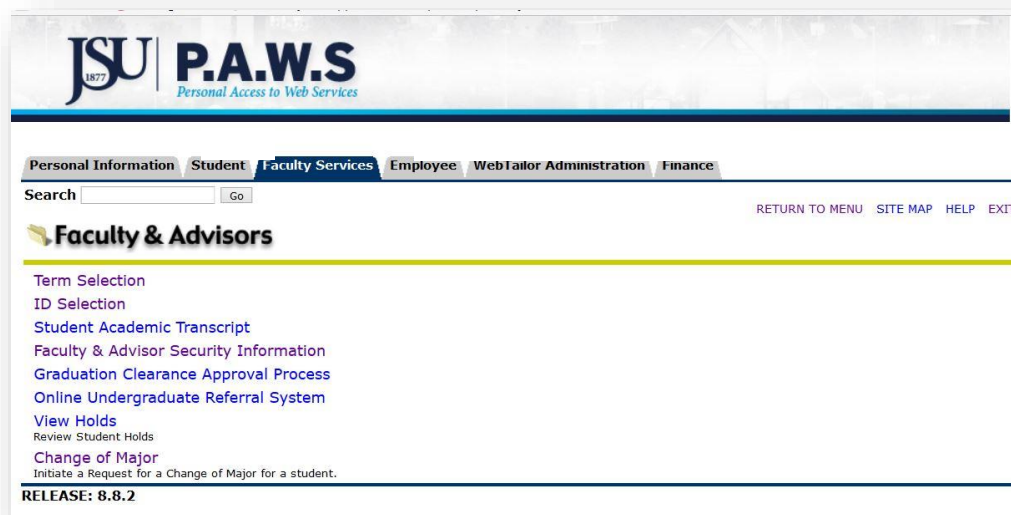 JSU
1877
P.A.W.S
Personal Access to Web Services
Personal Information Student Faculty Services Employee WebTailor Administration Finance
Search Go
RETURN TO MENU SITE MAP HELP EXIT
Faculty & Advisors
Term Selection
ID Selection
Student Academic Transcript
Faculty & Advisor Security Information
Graduation Clearance Approval Process
Online Undergraduate Referral System
View Holds
Review Student Holds
Change of Major
Initiate a Request for a Change of Major for a student.
RELEASE: 8.8.2